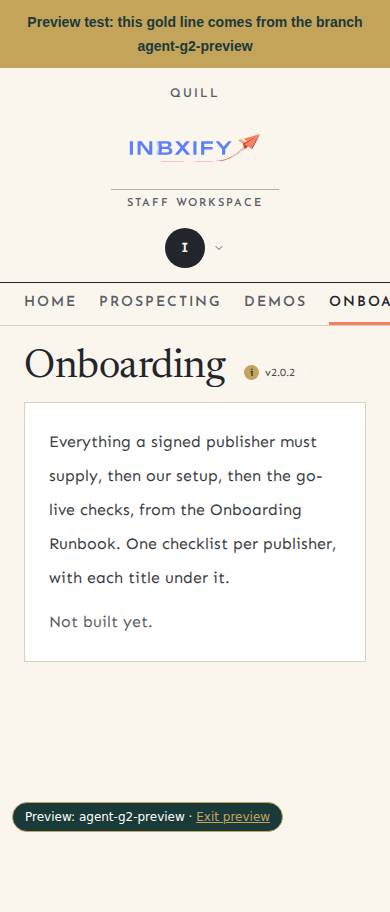 Preview test: this gold line comes from the branch
agent-g2-preview
QUILL
INBXIFY
STAFF WORKSPACE
I
HOME PROSPECTING DEMOS ONBOA
Onboarding i v2.0.2
Everything a signed publisher must
supply, then our setup, then the go-
live checks, from the Onboarding
Runbook. One checklist per publisher,
with each title under it.
Not built yet.
Preview: agent-g2-preview · Exit preview